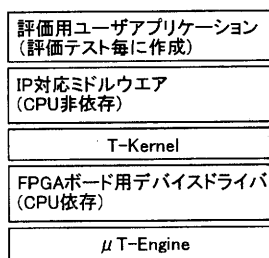 評価用ユーザアプリケーション
(評価テスト毎に作成)
IP対応ミドルウエア
(CPU非依存)
T-Kernel
FPGAボード用デバイスドライバ
(CPU依存)
μT-Engine